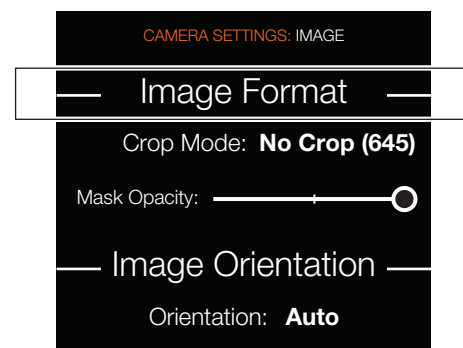 CAMERA SETTINGS: IMAGE
Image Format
Crop Mode: No Crop (645)
Mask Opacity:
Image Orientation
Orientation: Auto